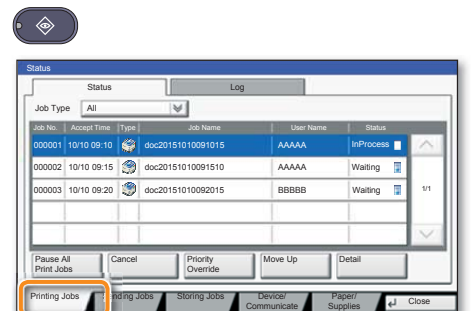 Status
Status Log
Job Type All
Job No. Accept Time Type Job Name User Name Status
000001 10/10 09:10 doc20151010091015 AAAAA InProcess
000002 10/10 09:15 doc20151010091510 AAAAA Waiting
000003 10/10 09:20 doc20151010092015 BBBBB Waiting 1/1
Pause All Cancel Priority Move Up Detail
Print Jobs Override
Printing Jobs Sending Jobs Storing Jobs Device/ Paper/ Close
Communicate Supplies